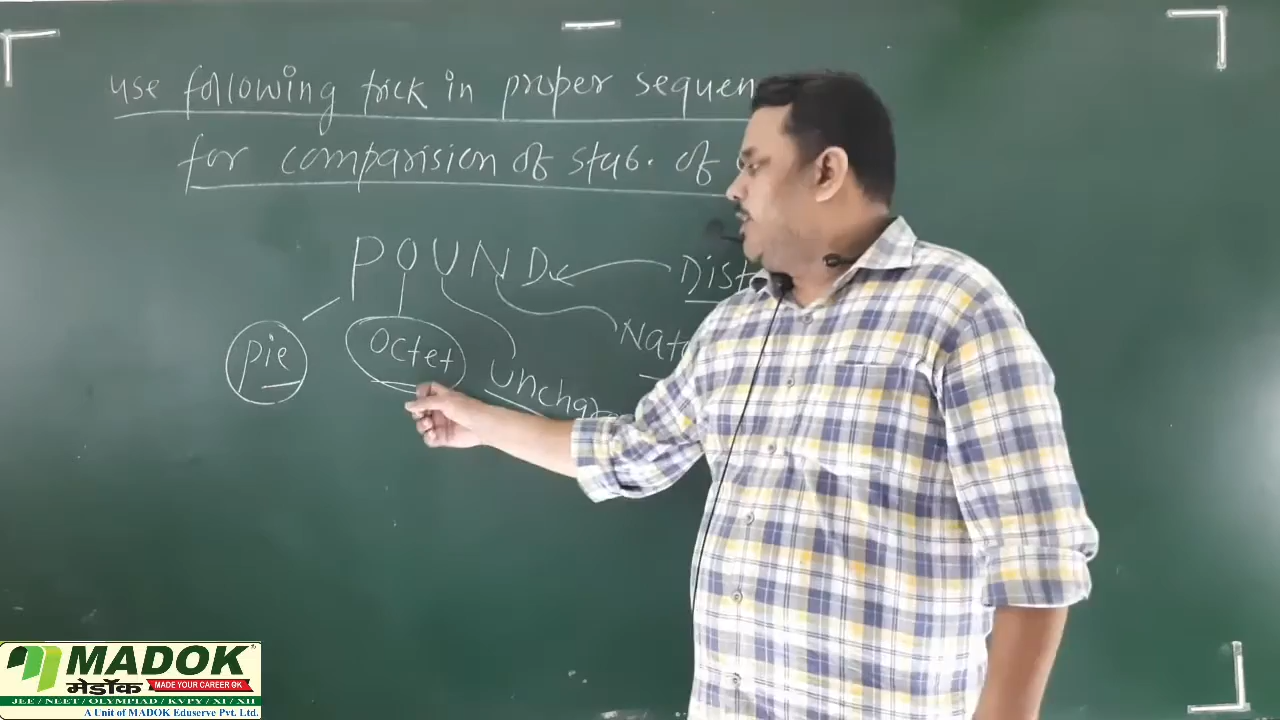 use following trick in proper sequen
for comparision of stab. of
POUND
Dist
Nat
Pie
Octet
Uncha
MADOK
मेडॉक MADE YOUR CAREER OK
JEE / NEET / OLYMPIAD / KVPY / XI / XII
A Unit of MADOK Eduserve Pvt. Ltd.